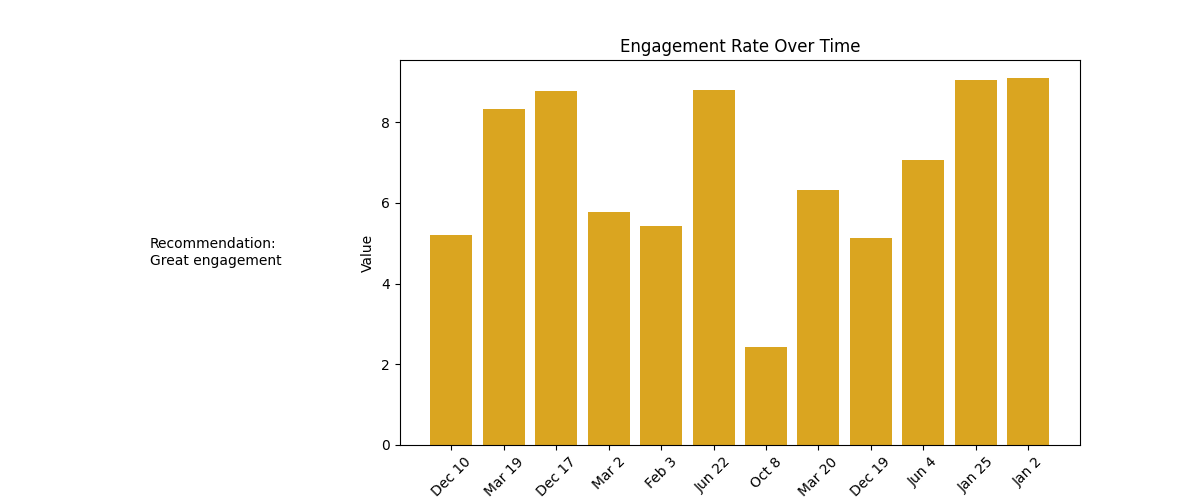 Engagement Rate Over Time
Recommendation:
Great engagement
Value
8
6
4
2
0
Dec 10
Mar 19
Dec 17
Mar 2
Feb 3
Jun 22
Oct 8
Mar 20
Dec 19
Jun 4
Jan 25
Jan 2